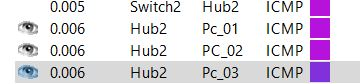 0.005 Switch2 Hub2 ICMP
0.006 Hub2 Pc_01 ICMP
0.006 Hub2 PC_02 ICMP
0.006 Hub2 Pc_03 ICMP